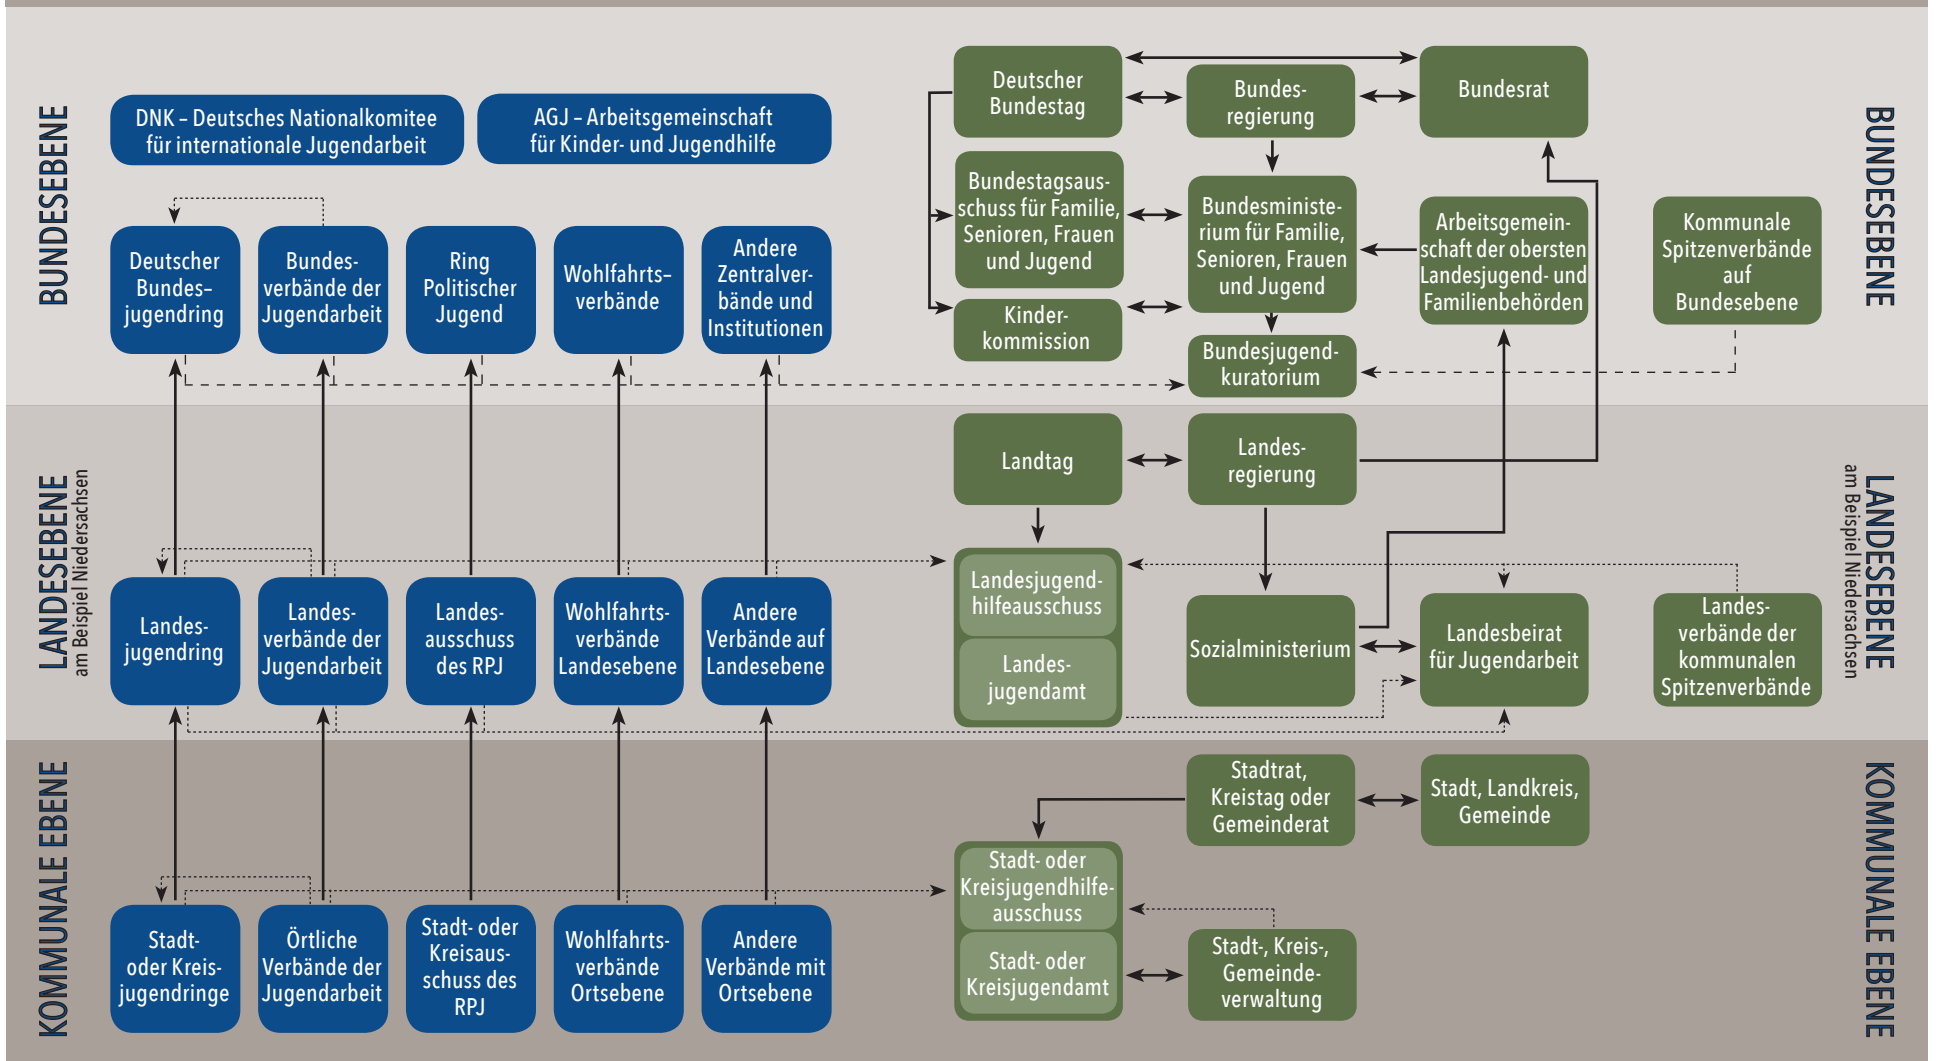 BUNDESEBENE
DNK – Deutsches Nationalkomitee
für internationale Jugendarbeit
AGJ – Arbeitsgemeinschaft
für Kinder- und Jugendhilfe
Deutscher
Bundes–
jugendring
Bundes-
verbände der
Jugendarbeit
Ring
Politischer
Jugend
Wohlfahrts–
verbände
Andere
Zentralver-
bände und
Institutionen
Deutscher
Bundestag
Bundes-
regierung
Bundesrat
Bundestagsaus-
schuss für Familie,
Senioren, Frauen
und Jugend
Bundesministe-
rium für Familie,
Senioren, Frauen
und Jugend
Arbeitsgemein-
schaft der obersten
Landesjugend- und
Familienbehörden
Kommunale
Spitzenverbände
auf
Bundesebene
Kinder-
kommission
Bundesjugend-
kuratorium
BUNDESEBENE
LANDESEBENE
am Beispiel Niedersachsen
Landes-
jugendring
Landes-
verbände der
Jugendarbeit
Landes-
ausschuss
des RPJ
Wohlfahrts-
verbände
Landesebene
Andere
Verbände auf
Landesebene
Landtag
Landes-
regierung
Landesjugend-
hilfeausschuss
Landes-
jugendamt
Sozialministerium
Landesbeirat
für Jugendarbeit
Landes-
verbände der
kommunalen
Spitzenverbände
LANDESEBENE
am Beispiel Niedersachsen
KOMMUNALE EBENE
Stadt-
oder Kreis-
jugendringe
Örtliche
Verbände der
Jugendarbeit
Stadt- oder
Kreisaus-
schuss des
RPJ
Wohlfahrts-
verbände
Ortsebene
Andere
Verbände mit
Ortsebene
Stadtrat,
Kreistag oder
Gemeinderat
Stadt, Landkreis,
Gemeinde
Stadt- oder
Kreisjugendhilfe-
ausschuss
Stadt- oder
Kreisjugendamt
Stadt-, Kreis-,
Gemeinde-
verwaltung
KOMMUNALE EBENE